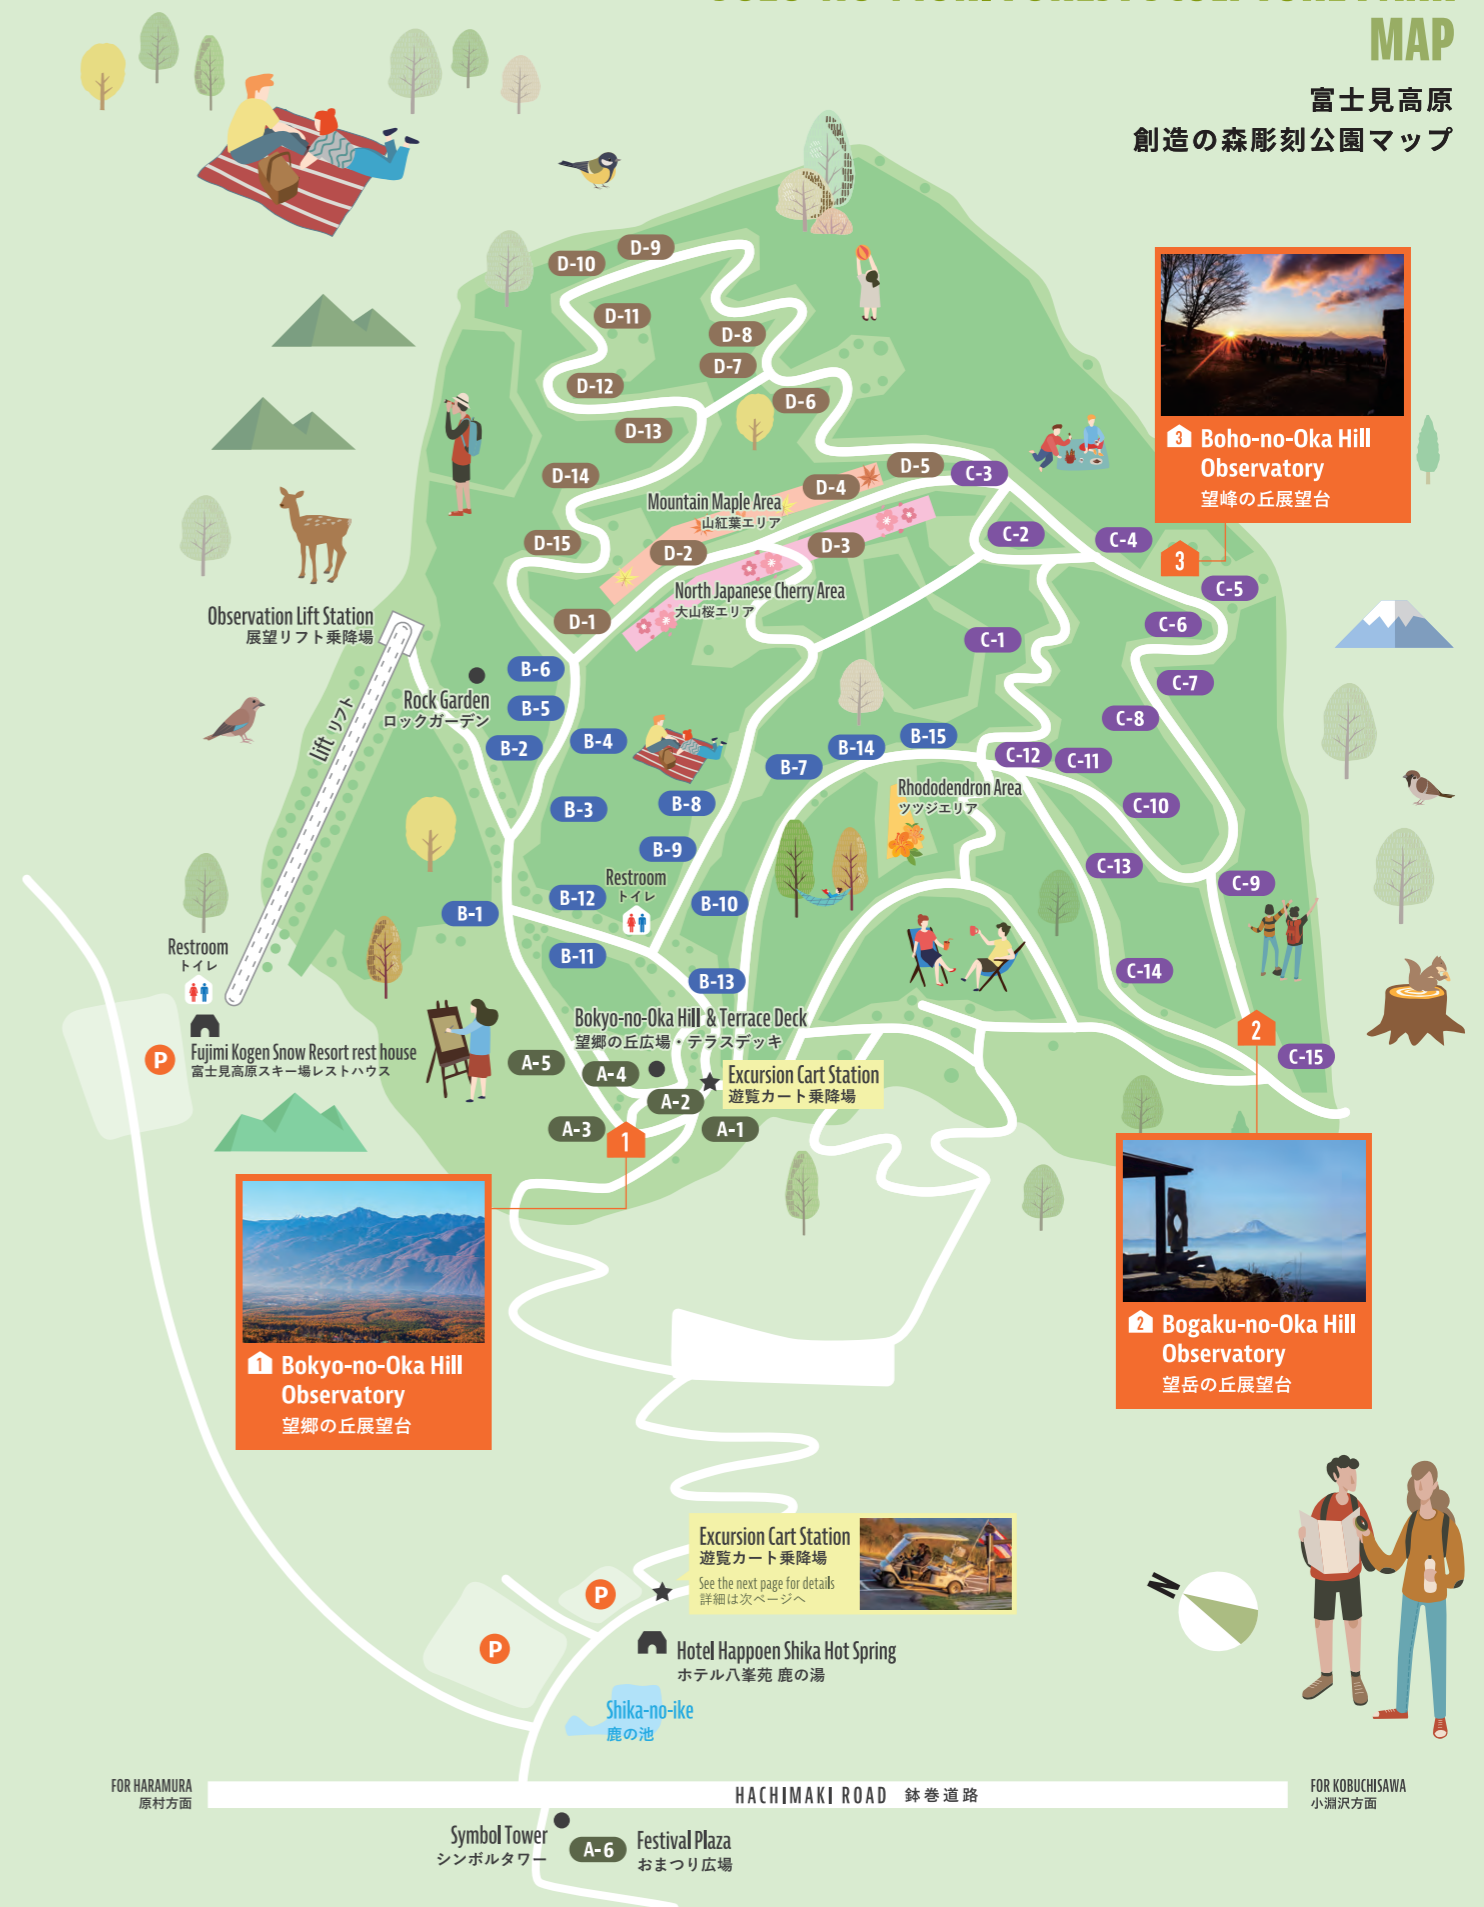 MAP
富士見高原
創造の森彫刻公園マップ
D-9
D-10
D-11
D-8
D-7
D-12
D-6
D-13
3 Boho-no-Oka Hill
Observatory
望峰の丘展望台
D-5
C-3
D-14
D-4
Mountain Maple Area
山紅葉エリア
C-2
C-4
D-15
D-2
D-3
3
North Japanese Cherry Area
大山桜エリア
C-5
Observation Lift Station
展望リフト乗降場
D-1
C-6
C-1
B-6
C-7
Rock Garden
ロックガーデン
B-5
C-8
Lift リフト
B-2
B-4
B-14
B-15
B-7
C-12
C-11
Rhododendron Area
ツツジエリア
B-3
B-8
C-10
B-9
C-13
Restroom
トイレ
C-9
B-12
B-10
B-1
Restroom
トイレ
B-11
B-13
C-14
Bokyo-no-Oka Hill & Terrace Deck
望郷の丘広場・テラスデッキ
2
P
Fujimi Kogen Snow Resort rest house
富士見高原スキー場レストハウス
A-5
A-4
C-15
Excursion Cart Station
遊覧カート乗降場
A-2
A-3
1
A-1
1 Bokyo-no-Oka Hill
Observatory
望郷の丘展望台
2 Bogaku-no-Oka Hill
Observatory
望岳の丘展望台
Excursion Cart Station
遊覧カート乗降場
See the next page for details
詳細は次ページへ
N
P
P
Hotel Happoen Shika Hot Spring
ホテル八峯苑 鹿の湯
Shika-no-ike
鹿の池
FOR HARAMURA
原村方面
HACHIMAKI ROAD 鉢巻道路
FOR KOBUCHISAWA
小淵沢方面
Symbol Tower
シンボルタワー
A-6
Festival Plaza
おまつり広場